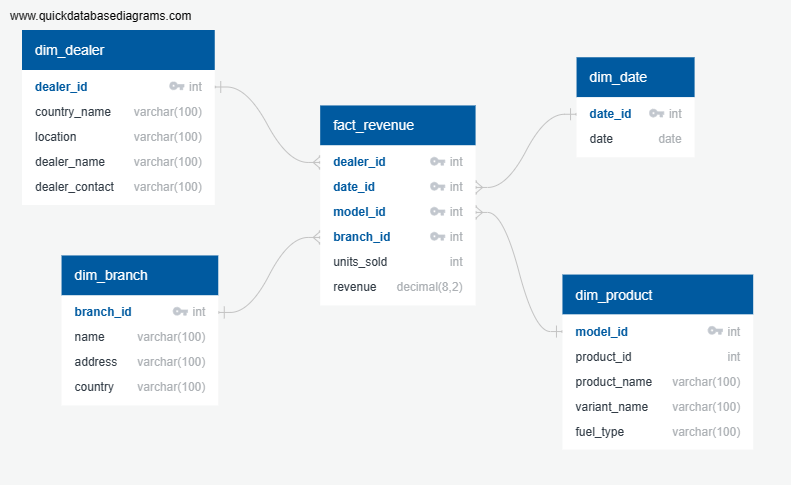 www.quickdatabasediagrams.com
dim_dealer
dealer_id int
country_name varchar(100)
location varchar(100)
dealer_name varchar(100)
dealer_contact varchar(100)
fact_revenue
dealer_id int
date_id int
model_id int
branch_id int
units_sold int
revenue decimal(8,2)
dim_date
date_id int
date date
dim_branch
branch_id int
name varchar(100)
address varchar(100)
country varchar(100)
dim_product
model_id int
product_id int
product_name varchar(100)
variant_name varchar(100)
fuel_type varchar(100)